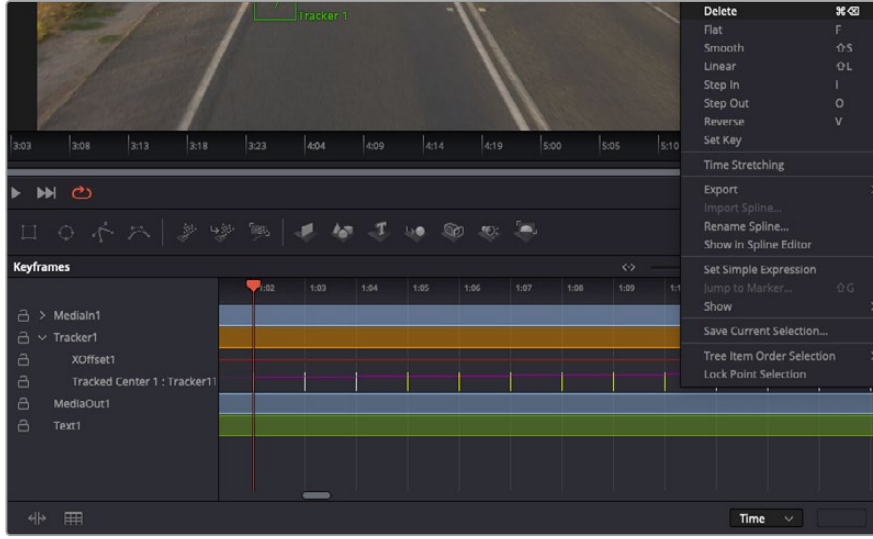 Tracker 1
Delete ⌘⌫
Flat F
Smooth ⇧S
Linear ⇧L
Step In I
Step Out O
Reverse V
Set Key
Time Stretching
Export
Import Spline...
Rename Spline...
Show in Spline Editor
Set Simple Expression
Jump to Marker... ⇧G
Show
Save Current Selection...
Tree Item Order Selection
Lock Point Selection
3:03 3:08 3:13 3:18 3:23 4:04 4:09 4:14 4:19 5:00 5:05 5:10
Keyframes
1:02 1:03 1:04 1:05 1:06 1:07 1:08 1:09
MediaIn1
Tracker1
XOffset1
Tracked Center 1 : Tracker1
MediaOut1
Text1
Time